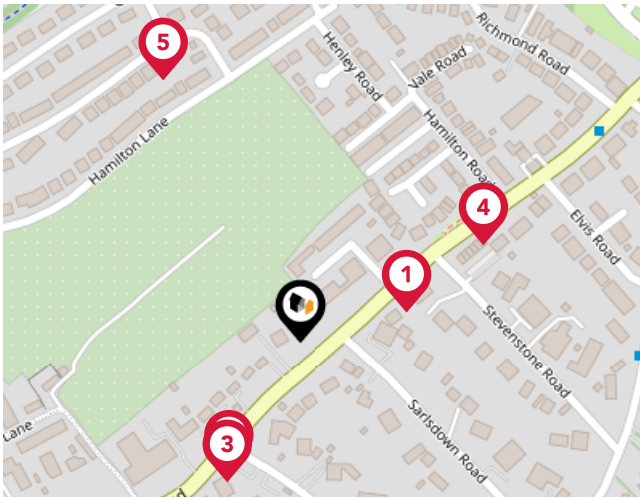 5
Richmond Road
Henley Road
Vale Road
Hamilton Lane
Hamilton Road
4
Elvis Road
1
Stevenstone Road
Sarlsdown Road
Lane
3
d